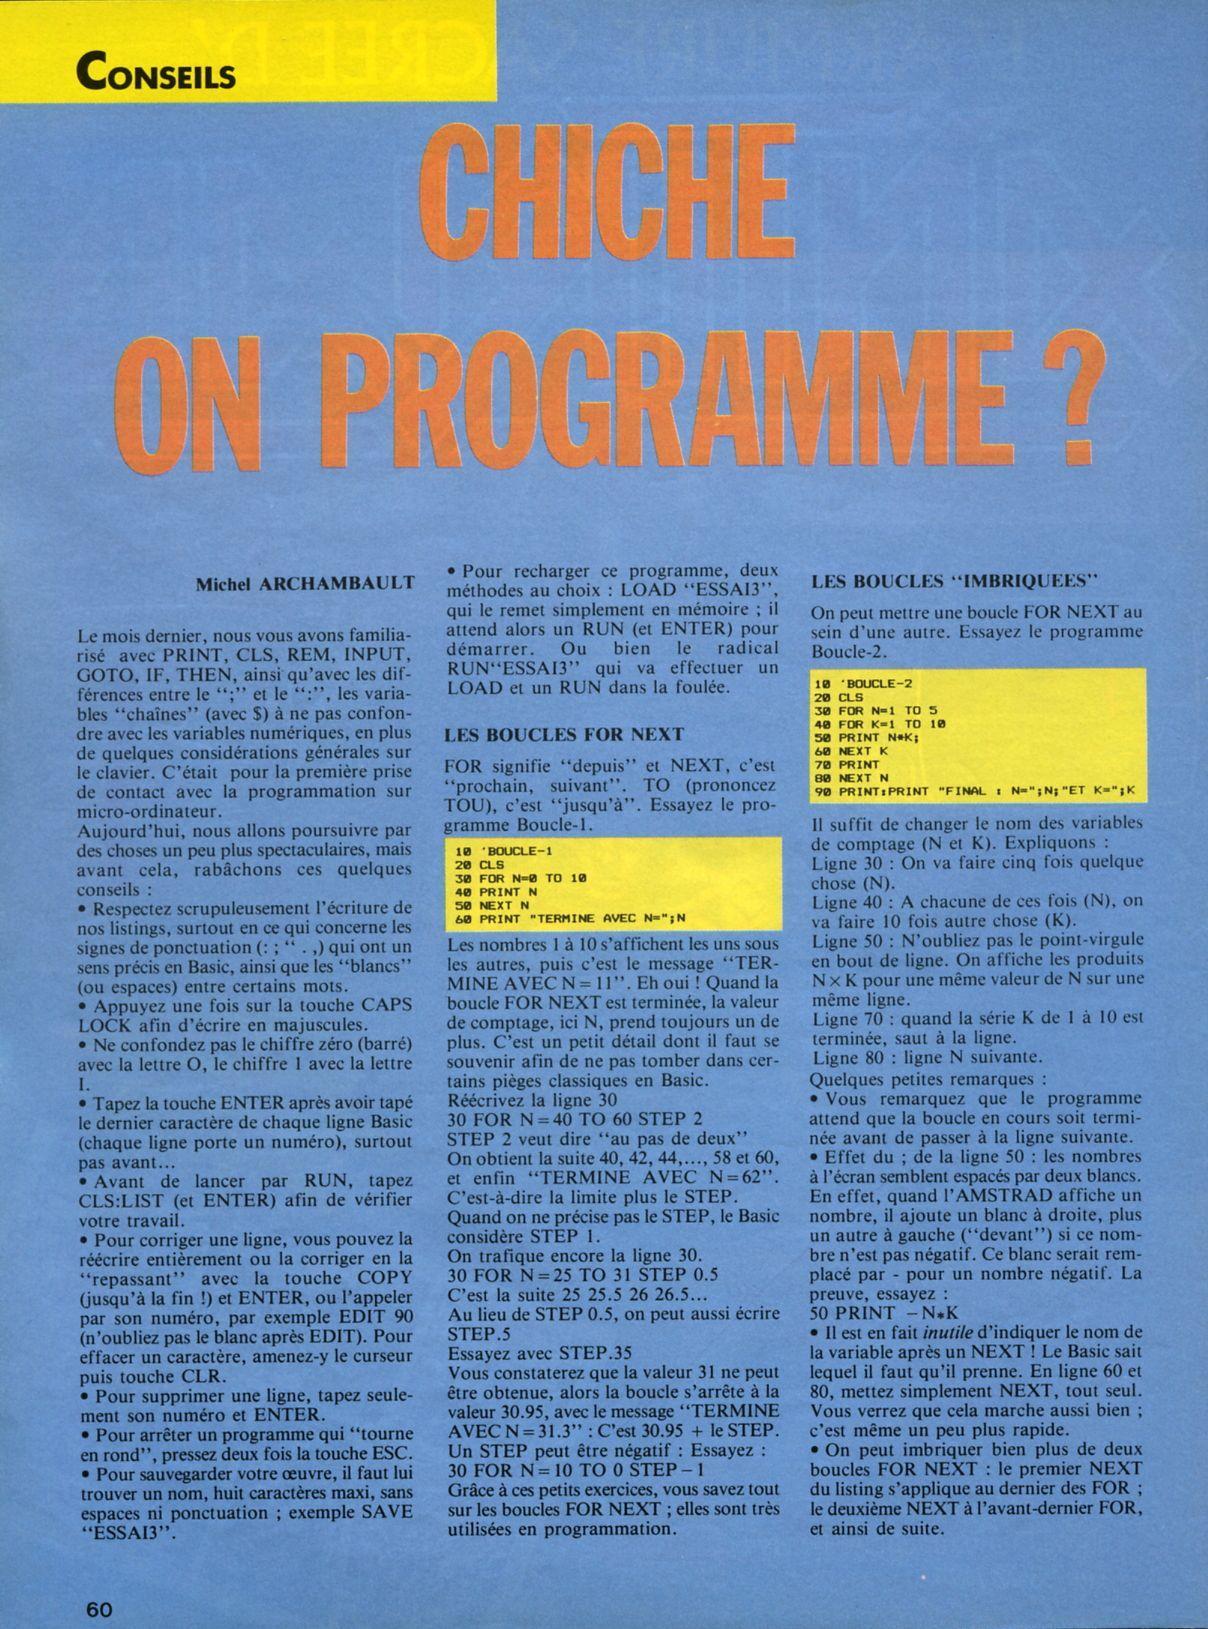 CONSEILS
CHICHE
ON PROGRAMME ?
Michel ARCHAMBAULT
Le mois dernier, nous vous avons familia-
risé avec PRINT, CLS, REM, INPUT,
GOTO, IF, THEN, ainsi qu'avec les dif-
férences entre le “;” et le “:”, les varia-
bles “chaînes” (avec $) à ne pas confon-
dre avec les variables numériques, en plus
de quelques considérations générales sur
le clavier. C'était pour la première prise
de contact avec la programmation sur
micro-ordinateur.
Aujourd'hui, nous allons poursuivre par
des choses un peu plus spectaculaires, mais
avant cela, rabâchons ces quelques
conseils :
• Respectez scrupuleusement l'écriture de
nos listings, surtout en ce qui concerne les
signes de ponctuation (: ; “ . ,) qui ont un
sens précis en Basic, ainsi que les “blancs”
(ou espaces) entre certains mots.
• Appuyez une fois sur la touche CAPS
LOCK afin d'écrire en majuscules.
• Ne confondez pas le chiffre zéro (barré)
avec la lettre O, le chiffre 1 avec la lettre
I.
• Tapez la touche ENTER après avoir tapé
le dernier caractère de chaque ligne Basic
(chaque ligne porte un numéro), surtout
pas avant...
• Avant de lancer par RUN, tapez
CLS:LIST (et ENTER) afin de vérifier
votre travail.
• Pour corriger une ligne, vous pouvez la
réécrire entièrement ou la corriger en la
“repassant” avec la touche COPY
(jusqu'à la fin !) et ENTER, ou l'appeler
par son numéro, par exemple EDIT 90
(n'oubliez pas le blanc après EDIT). Pour
effacer un caractère, amenez-y le curseur
puis touche CLR.
• Pour supprimer une ligne, tapez seule-
ment son numéro et ENTER.
• Pour arrêter un programme qui “tourne
en rond”, pressez deux fois la touche ESC.
• Pour sauvegarder votre œuvre, il faut lui
trouver un nom, huit caractères maxi, sans
espaces ni ponctuation ; exemple SAVE
“ESSAI3”.
• Pour recharger ce programme, deux
méthodes au choix : LOAD “ESSAI3”,
qui le remet simplement en mémoire ; il
attend alors un RUN (et ENTER) pour
démarrer. Ou bien le radical
RUN“ESSAI3” qui va effectuer un
LOAD et un RUN dans la foulée.
LES BOUCLES FOR NEXT
FOR signifie “depuis” et NEXT, c'est
“prochain, suivant”. TO (prononcez
TOU), c'est “jusqu'à”. Essayez le pro-
gramme Boucle-1.
10 'BOUCLE-1
20 CLS
30 FOR N=0 TO 10
40 PRINT N
50 NEXT N
60 PRINT "TERMINE AVEC N=";N
Les nombres 1 à 10 s'affichent les uns sous
les autres, puis c'est le message “TER-
MINE AVEC N = 11”. Eh oui ! Quand la
boucle FOR NEXT est terminée, la valeur
de comptage, ici N, prend toujours un de
plus. C'est un petit détail dont il faut se
souvenir afin de ne pas tomber dans cer-
tains pièges classiques en Basic.
Réécrivez la ligne 30
30 FOR N = 40 TO 60 STEP 2
STEP 2 veut dire “au pas de deux”
On obtient la suite 40, 42, 44,..., 58 et 60,
et enfin “TERMINE AVEC N = 62”.
C'est-à-dire la limite plus le STEP.
Quand on ne précise pas le STEP, le Basic
considère STEP 1.
On trafique encore la ligne 30.
30 FOR N = 25 TO 31 STEP 0.5
C'est la suite 25 25.5 26 26.5...
Au lieu de STEP 0.5, on peut aussi écrire
STEP.5
Essayez avec STEP.35
Vous constaterez que la valeur 31 ne peut
être obtenue, alors la boucle s'arrête à la
valeur 30.95, avec le message “TERMINE
AVEC N = 31.3” : C'est 30.95 + le STEP.
Un STEP peut être négatif : Essayez :
30 FOR N = 10 TO 0 STEP – 1
Grâce à ces petits exercices, vous savez tout
sur les boucles FOR NEXT ; elles sont très
utilisées en programmation.
LES BOUCLES “IMBRIQUEES”
On peut mettre une boucle FOR NEXT au
sein d'une autre. Essayez le programme
Boucle-2.
10 'BOUCLE-2
20 CLS
30 FOR N=1 TO 5
40 FOR K=1 TO 10
50 PRINT N*K;
60 NEXT K
70 PRINT
80 NEXT N
90 PRINT:PRINT "FINAL : N=";N;"ET K=";K
Il suffit de changer le nom des variables
de comptage (N et K). Expliquons :
Ligne 30 : On va faire cinq fois quelque
chose (N).
Ligne 40 : A chacune de ces fois (N), on
va faire 10 fois autre chose (K).
Ligne 50 : N'oubliez pas le point-virgule
en bout de ligne. On affiche les produits
N × K pour une même valeur de N sur une
même ligne.
Ligne 70 : quand la série K de 1 à 10 est
terminée, saut à la ligne.
Ligne 80 : ligne N suivante.
Quelques petites remarques :
• Vous remarquez que le programme
attend que la boucle en cours soit termi-
née avant de passer à la ligne suivante.
• Effet du ; de la ligne 50 : les nombres
à l'écran semblent espacés par deux blancs.
En effet, quand l'AMSTRAD affiche un
nombre, il ajoute un blanc à droite, plus
un autre à gauche (“devant”) si ce nom-
bre n'est pas négatif. Ce blanc serait rem-
placé par - pour un nombre négatif. La
preuve, essayez :
50 PRINT – N*K
• Il est en fait inutile d'indiquer le nom de
la variable après un NEXT ! Le Basic sait
lequel il faut qu'il prenne. En ligne 60 et
80, mettez simplement NEXT, tout seul.
Vous verrez que cela marche aussi bien ;
c'est même un peu plus rapide.
• On peut imbriquer bien plus de deux
boucles FOR NEXT : le premier NEXT
du listing s'applique au dernier des FOR ;
le deuxième NEXT à l'avant-dernier FOR,
et ainsi de suite.
60